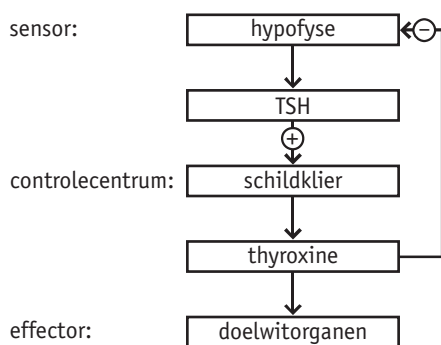 sensor: hypofyse
−
TSH
+
controlecentrum: schildklier
thyroxine
effector: doelwitorganen